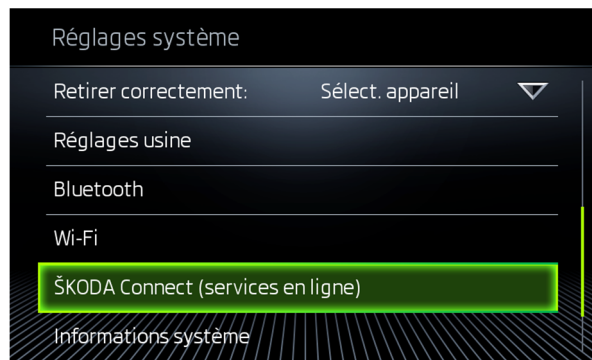 Réglages système
Retirer correctement: Sélect. appareil
Réglages usine
Bluetooth
Wi-Fi
ŠKODA Connect (services en ligne)
Informations système